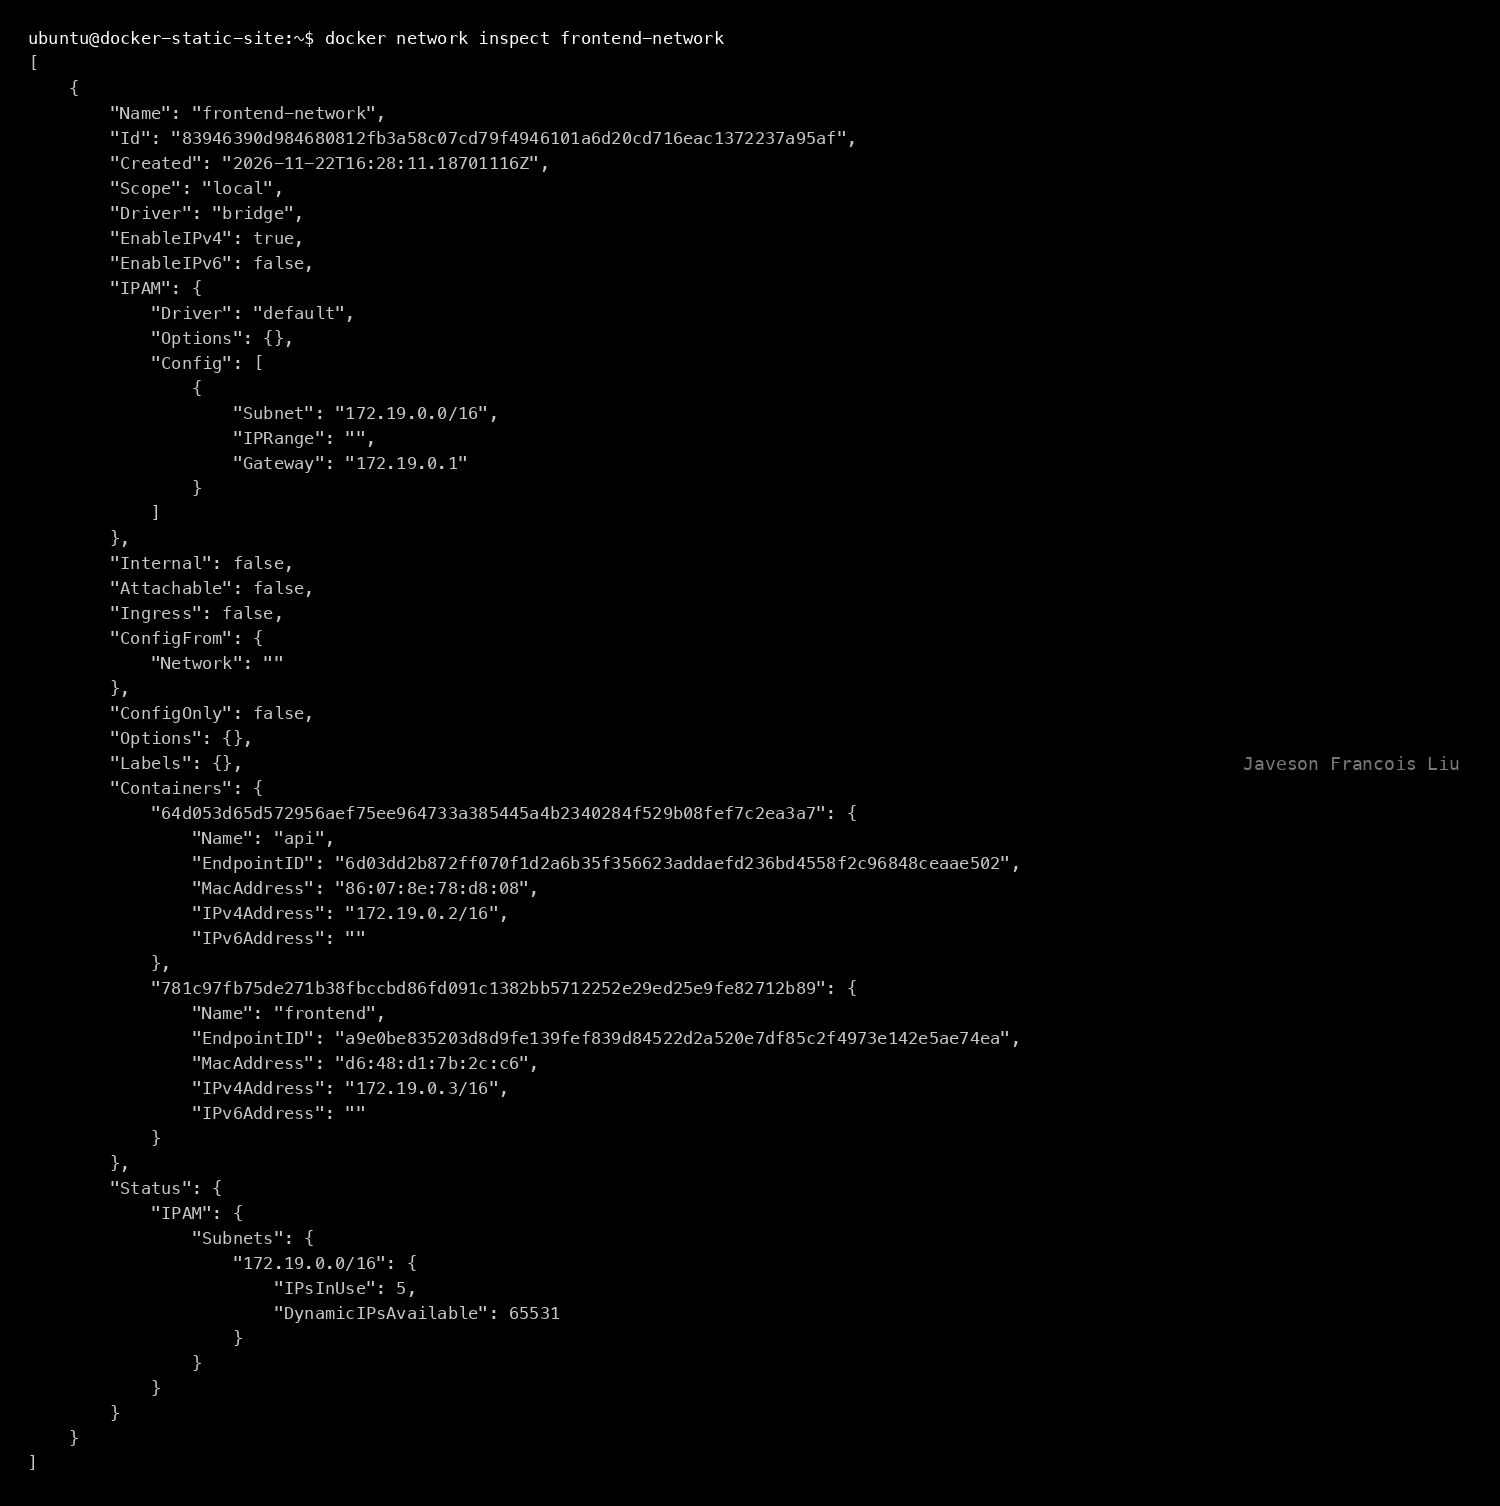 ubuntu@docker-static-site:~$ docker network inspect frontend-network
[
    {
        "Name": "frontend-network",
        "Id": "83946390d984680812fb3a58c07cd79f4946101a6d20cd716eac1372237a95af",
        "Created": "2026-11-22T16:28:11.18701116Z",
        "Scope": "local",
        "Driver": "bridge",
        "EnableIPv4": true,
        "EnableIPv6": false,
        "IPAM": {
            "Driver": "default",
            "Options": {},
            "Config": [
                {
                    "Subnet": "172.19.0.0/16",
                    "IPRange": "",
                    "Gateway": "172.19.0.1"
                }
            ]
        },
        "Internal": false,
        "Attachable": false,
        "Ingress": false,
        "ConfigFrom": {
            "Network": ""
        },
        "ConfigOnly": false,
        "Options": {},
        "Labels": {},
Javeson Francois Liu
        "Containers": {
            "64d053d65d572956aef75ee964733a385445a4b2340284f529b08fef7c2ea3a7": {
                "Name": "api",
                "EndpointID": "6d03dd2b872ff070f1d2a6b35f356623addaefd236bd4558f2c96848ceaae502",
                "MacAddress": "86:07:8e:78:d8:08",
                "IPv4Address": "172.19.0.2/16",
                "IPv6Address": ""
            },
            "781c97fb75de271b38fbccbd86fd091c1382bb5712252e29ed25e9fe82712b89": {
                "Name": "frontend",
                "EndpointID": "a9e0be835203d8d9fe139fef839d84522d2a520e7df85c2f4973e142e5ae74ea",
                "MacAddress": "d6:48:d1:7b:2c:c6",
                "IPv4Address": "172.19.0.3/16",
                "IPv6Address": ""
            }
        },
        "Status": {
            "IPAM": {
                "Subnets": {
                    "172.19.0.0/16": {
                        "IPsInUse": 5,
                        "DynamicIPsAvailable": 65531
                    }
                }
            }
        }
    }
]